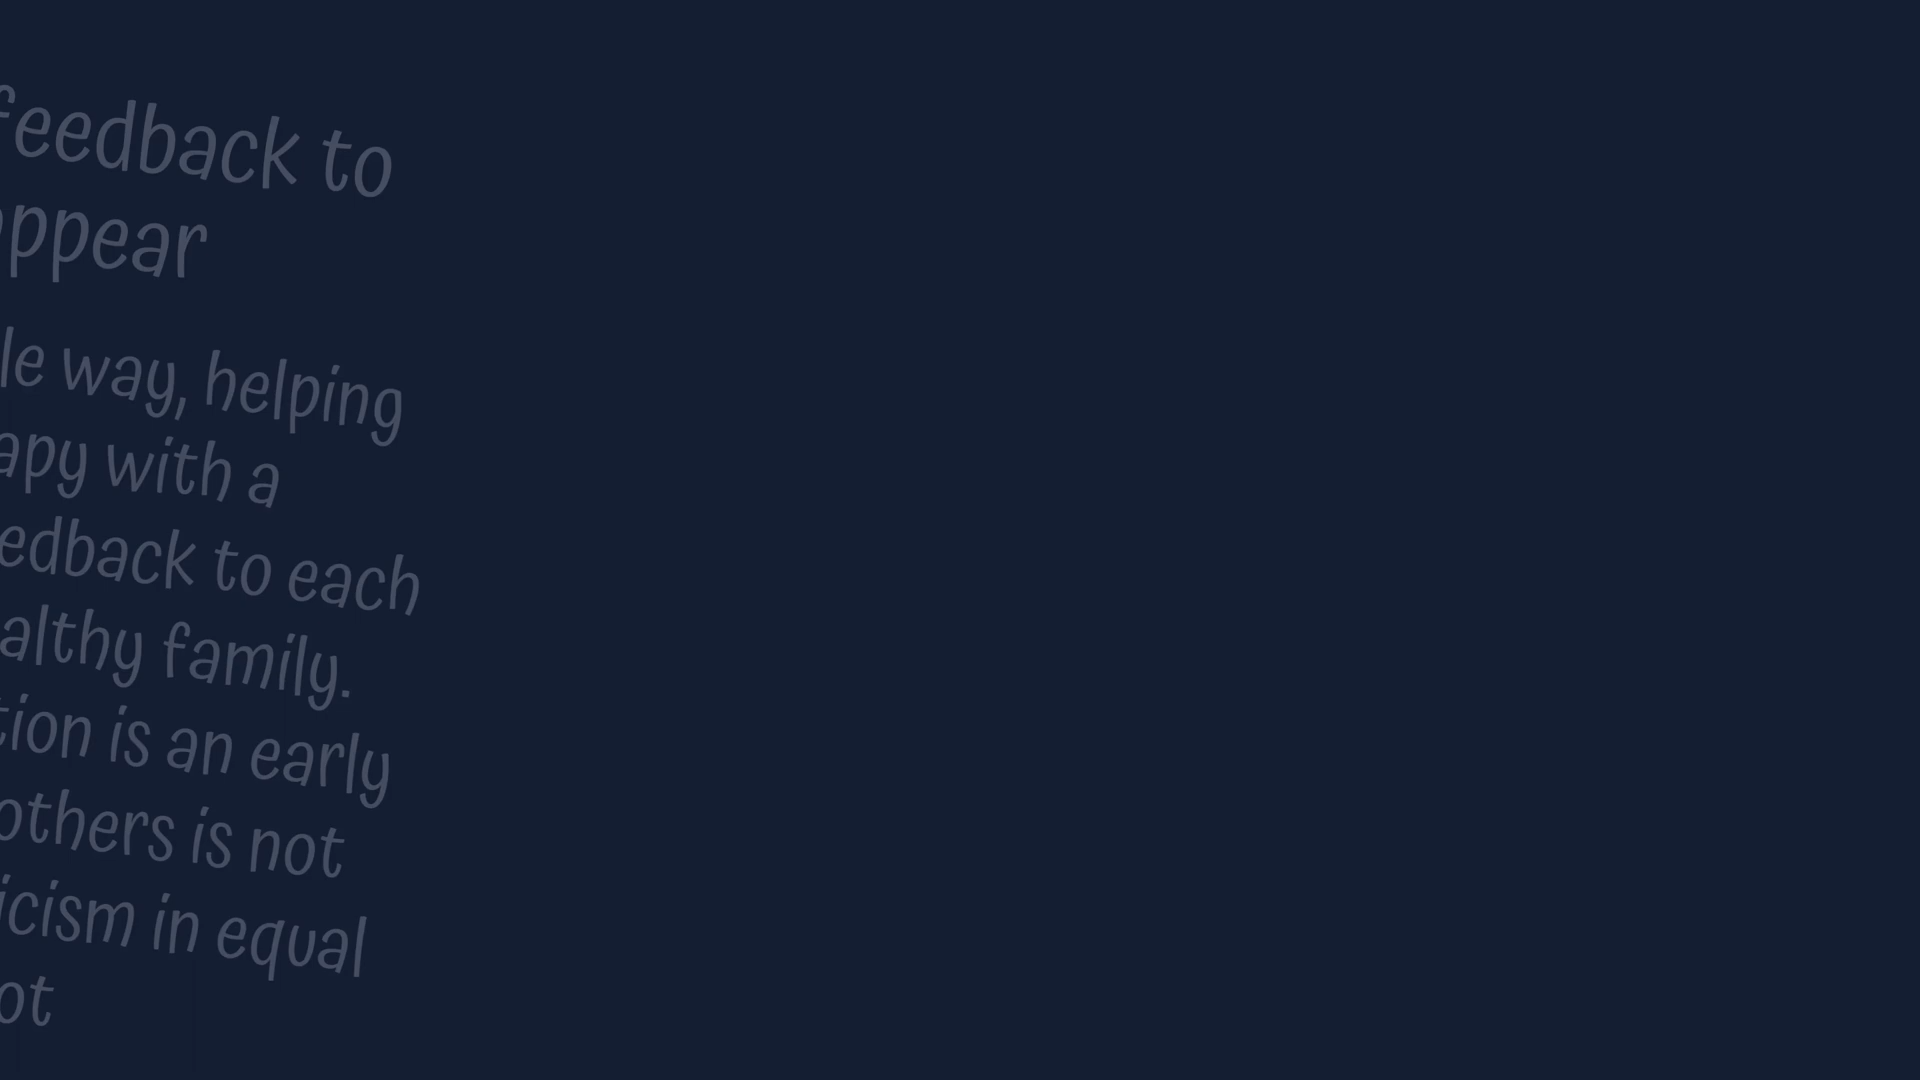 feedback to
appear
le way, helping
apy with a
edback to each
althy family.
tion is an early
others is not
icism in equal
ot